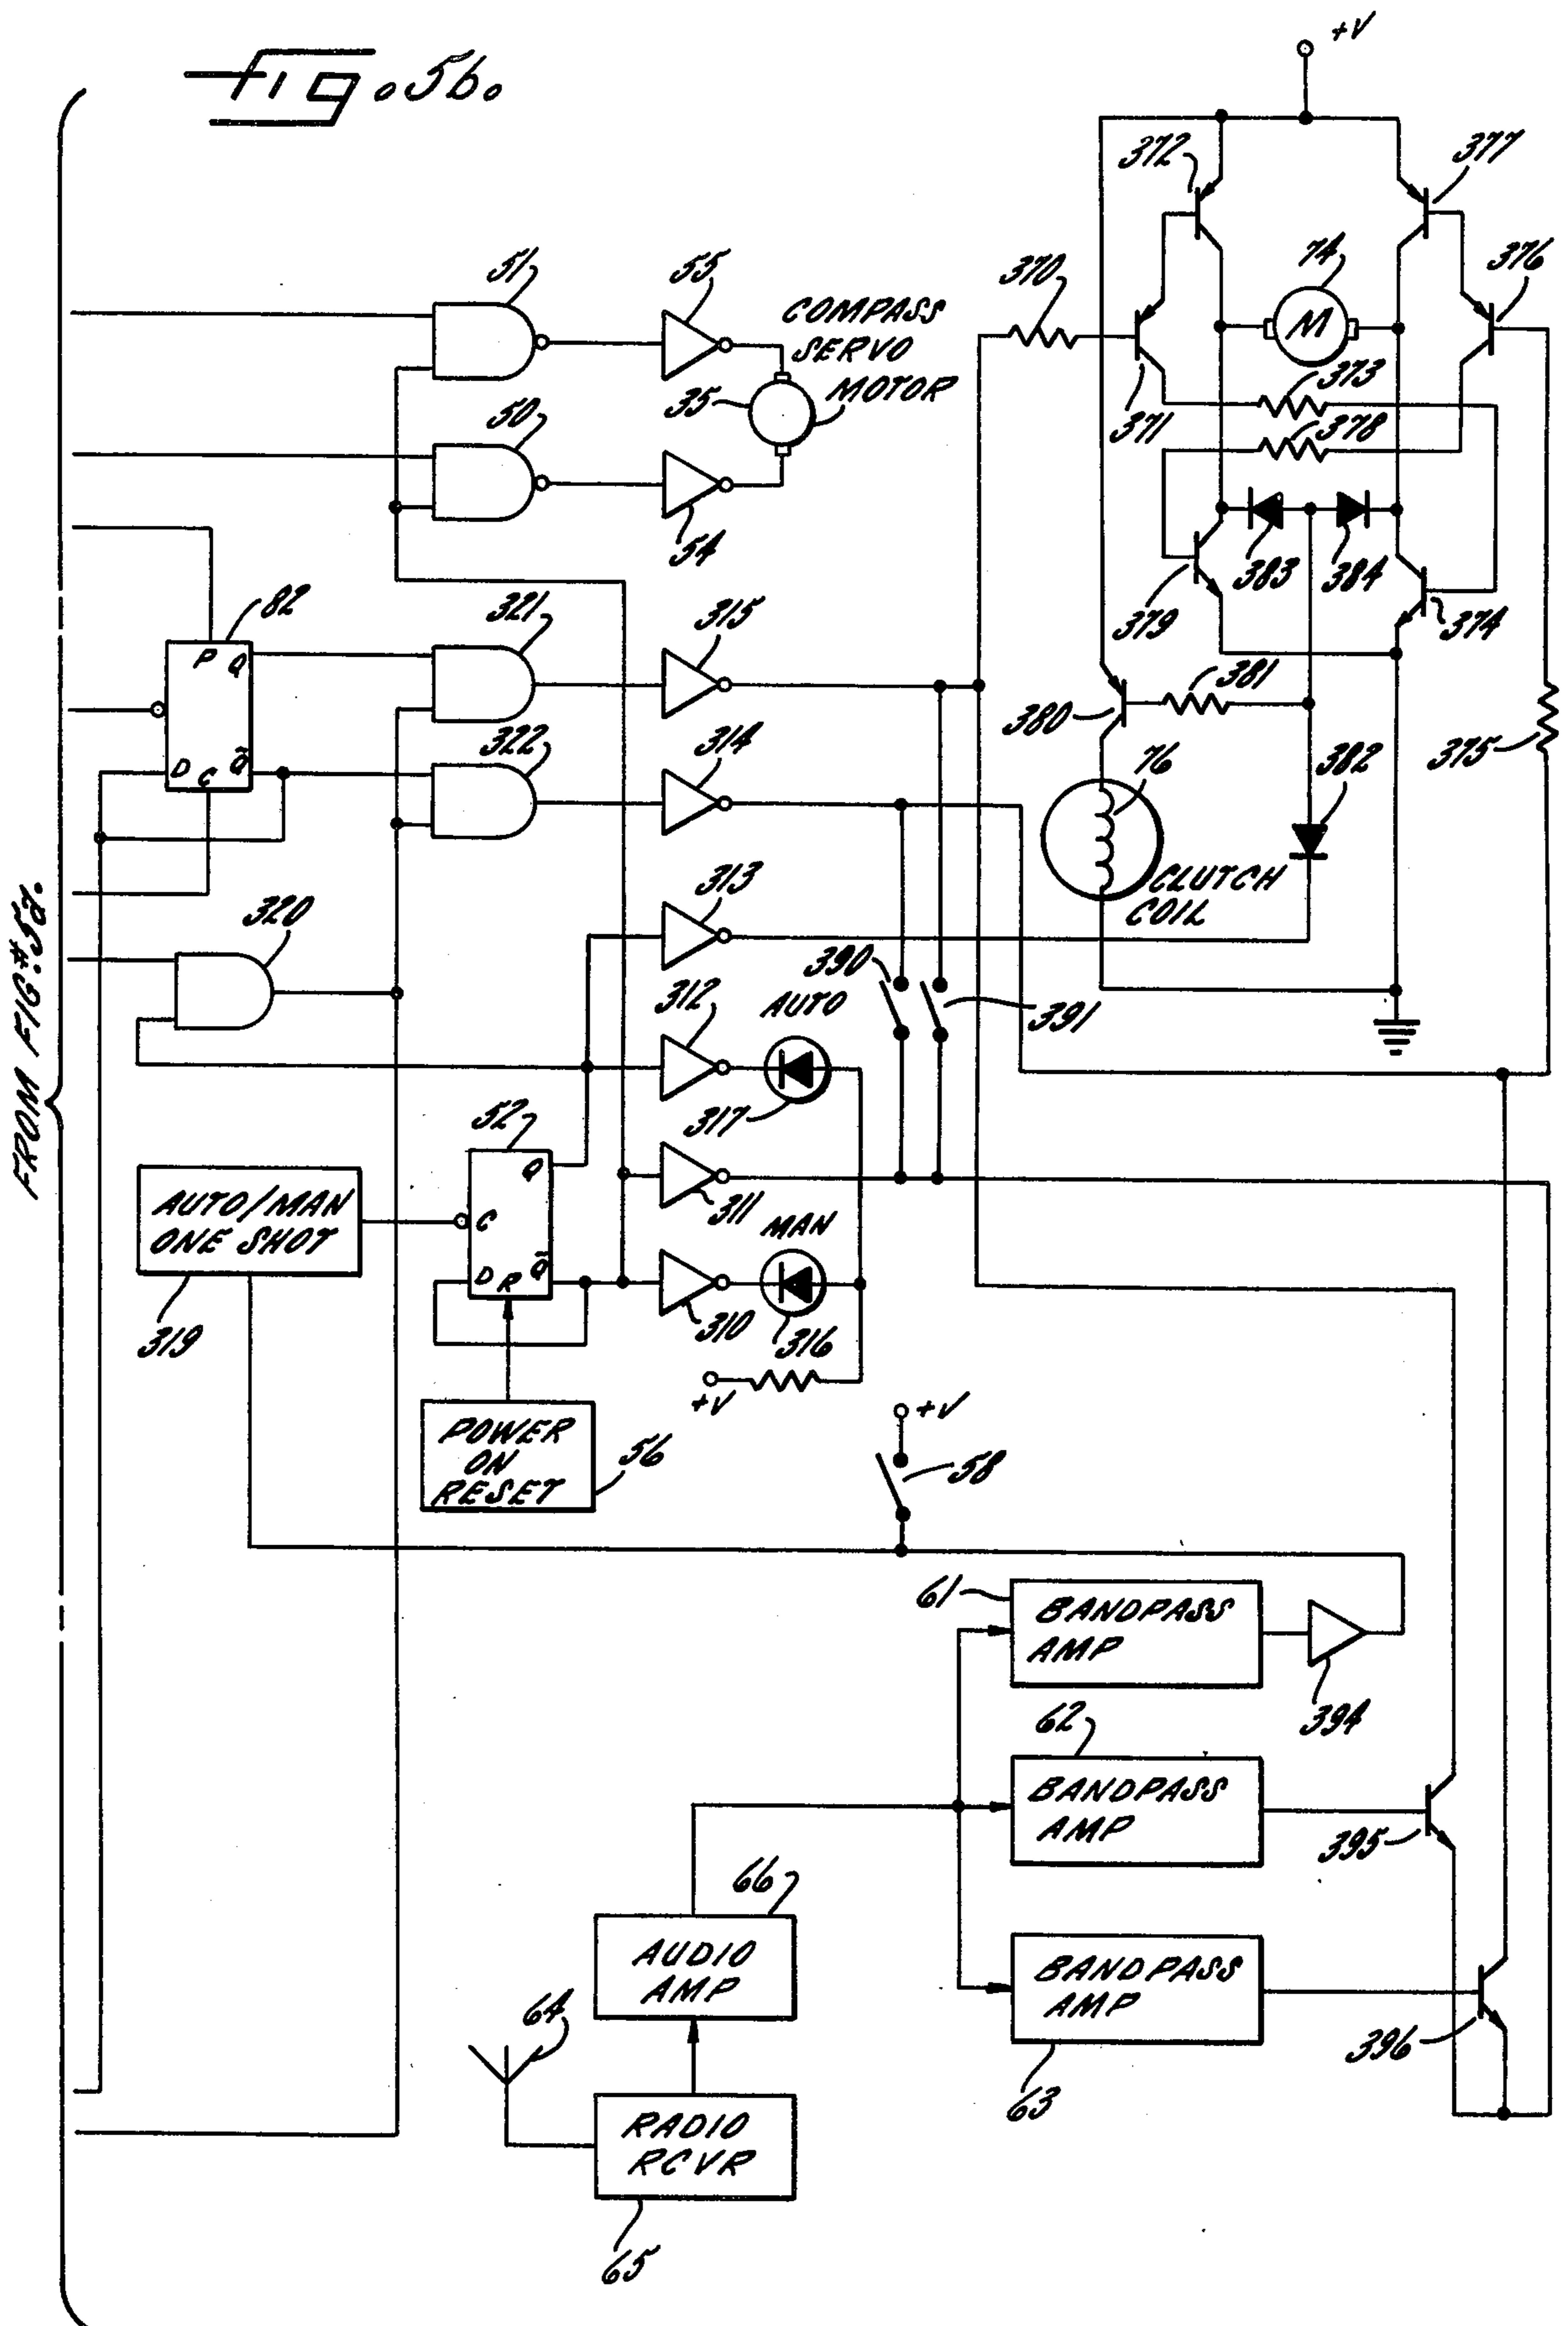 fig. 5b.
+V
372
377
51
55
370
74
376
COMPASS
SERVO
MOTOR
M
35
373
50
371
378
54
383
384
379
374
82
321
315
P Q
381
380
322
314
76
382
375
D C Q̄
CLUTCH
COIL
313
320
390
312
AUTO
391
FROM FIG.#5a.
52
317
Q
AUTO/MAN
ONE SHOT
C
311
MAN
D R Q̄
319
310
316
+V
+V
POWER
ON
RESET
56
58
61
BANDPASS
AMP
394
62
BANDPASS
AMP
395
66
AUDIO
AMP
BANDPASS
AMP
64
396
63
RADIO
RCVR
65